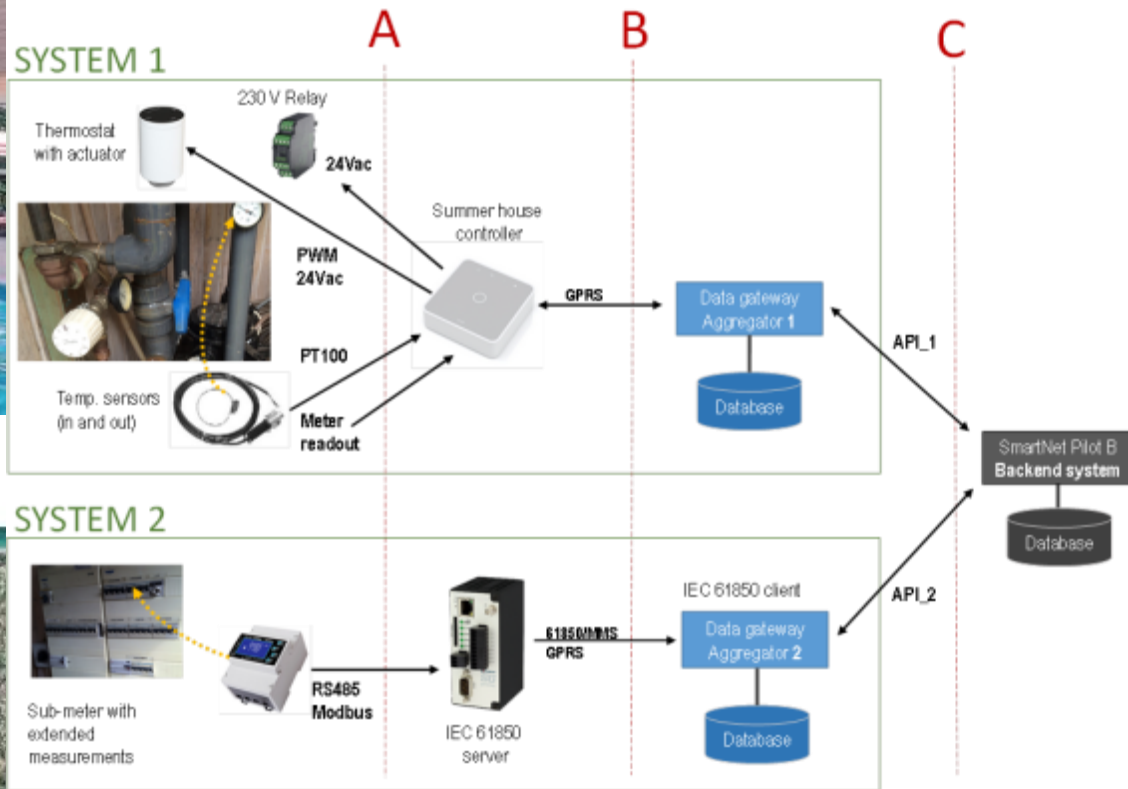 A
B
C
SYSTEM 1
230 V Relay
Thermostat
with actuator
24Vac
Summer house
controller
PWM
24Vac
GPRS
Data gateway
Aggregator 1
API_1
PT100
Database
Temp. sensors
(in and out)
Meter
readout
SmartNet Pilot B
Backend system
Database
SYSTEM 2
IEC 61850 client
API_2
61850/MMS
GPRS
Data gateway
Aggregator 2
RS485
Modbus
Sub-meter with
extended
measurements
IEC 61850
server
Database